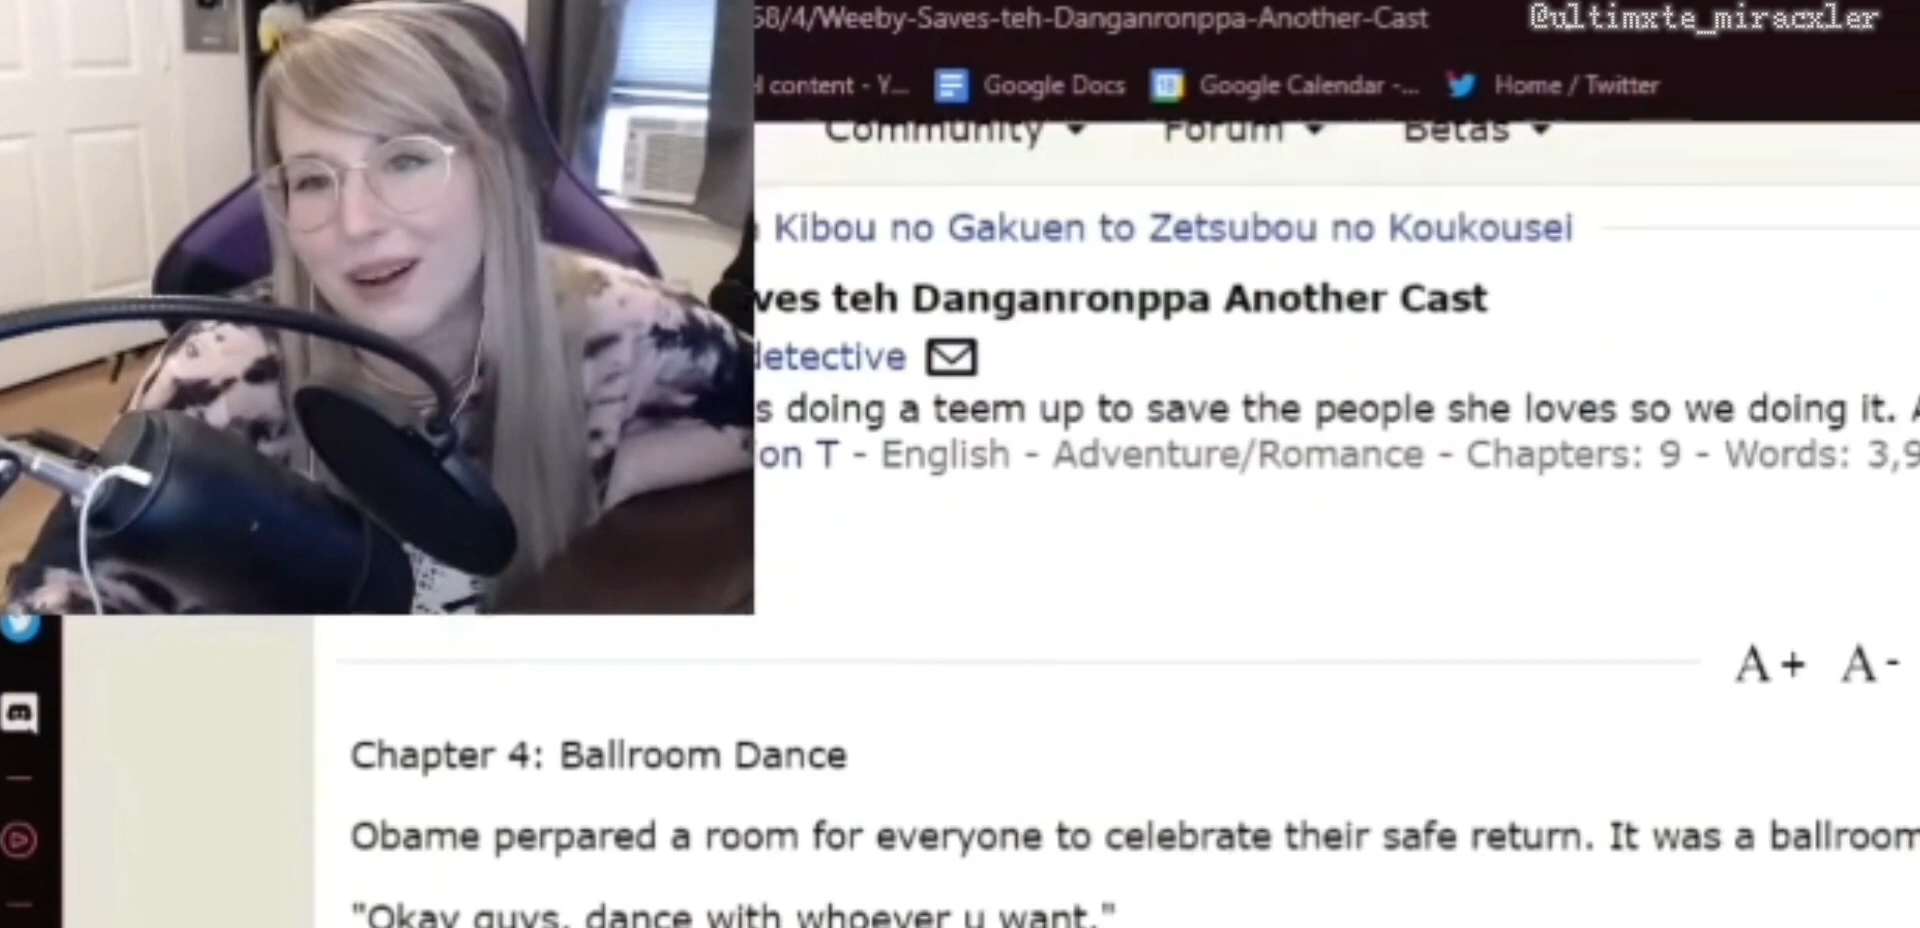 58/4/Weeby-Saves-teh-Danganronppa-Another-Cast
@ultimxte_miracxler
content - Y... Google Docs Google Calendar -... Home / Twitter
Community Forum Betas
Kibou no Gakuen to Zetsubou no Koukousei
ves teh Danganronppa Another Cast
detective
s doing a teem up to save the people she loves so we doing it. A
on T - English - Adventure/Romance - Chapters: 9 - Words: 3,9
A+ A-
Chapter 4: Ballroom Dance
Obame perpared a room for everyone to celebrate their safe return. It was a ballroom
"Okay guys, dance with whoever u want."